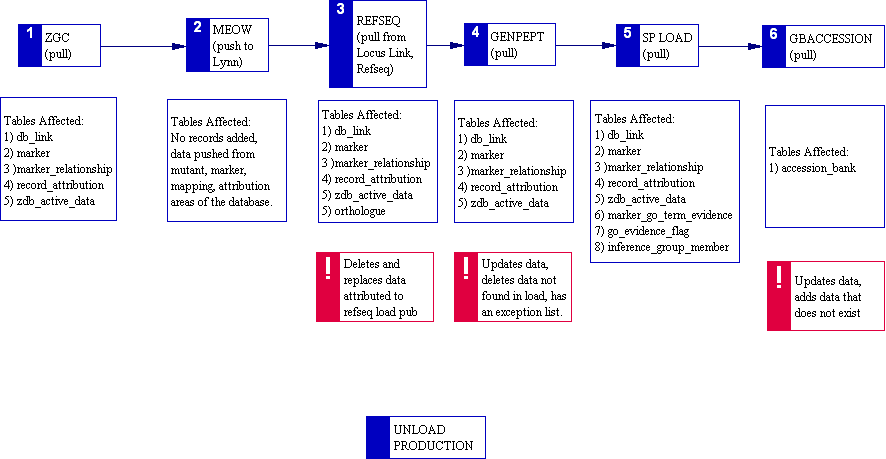 1
ZGC
(pull)
2
MEOW
(push to
Lynn)
3
REFSEQ
(pull from
Locus Link,
Refseq)
4
GENPEPT
(pull)
5
SP LOAD
(pull)
6
GBACCESSION
(pull)
Tables Affected:
1) db_link
2) marker
3 )marker_relationship
4) record_attribution
5) zdb_active_data
Tables Affected:
No records added,
data pushed from
mutant, marker,
mapping, attribution
areas of the database.
Tables Affected:
1) db_link
2) marker
3 )marker_relationship
4) record_attribution
5) zdb_active_data
6) orthologue
Tables Affected:
1) db_link
2) marker
3 )marker_relationship
4) record_attribution
5) zdb_active_data
Tables Affected:
1) db_link
2) marker
3 )marker_relationship
4) record_attribution
5) zdb_active_data
6) marker_go_term_evidence
7) go_evidence_flag
8) inference_group_member
Tables Affected:
1) accession_bank
!
Deletes and
replaces data
attributed to
refseq load pub
!
Updates data,
deletes data not
found in load, has
an exception list.
!
Updates data,
adds data that
does not exist
UNLOAD
PRODUCTION